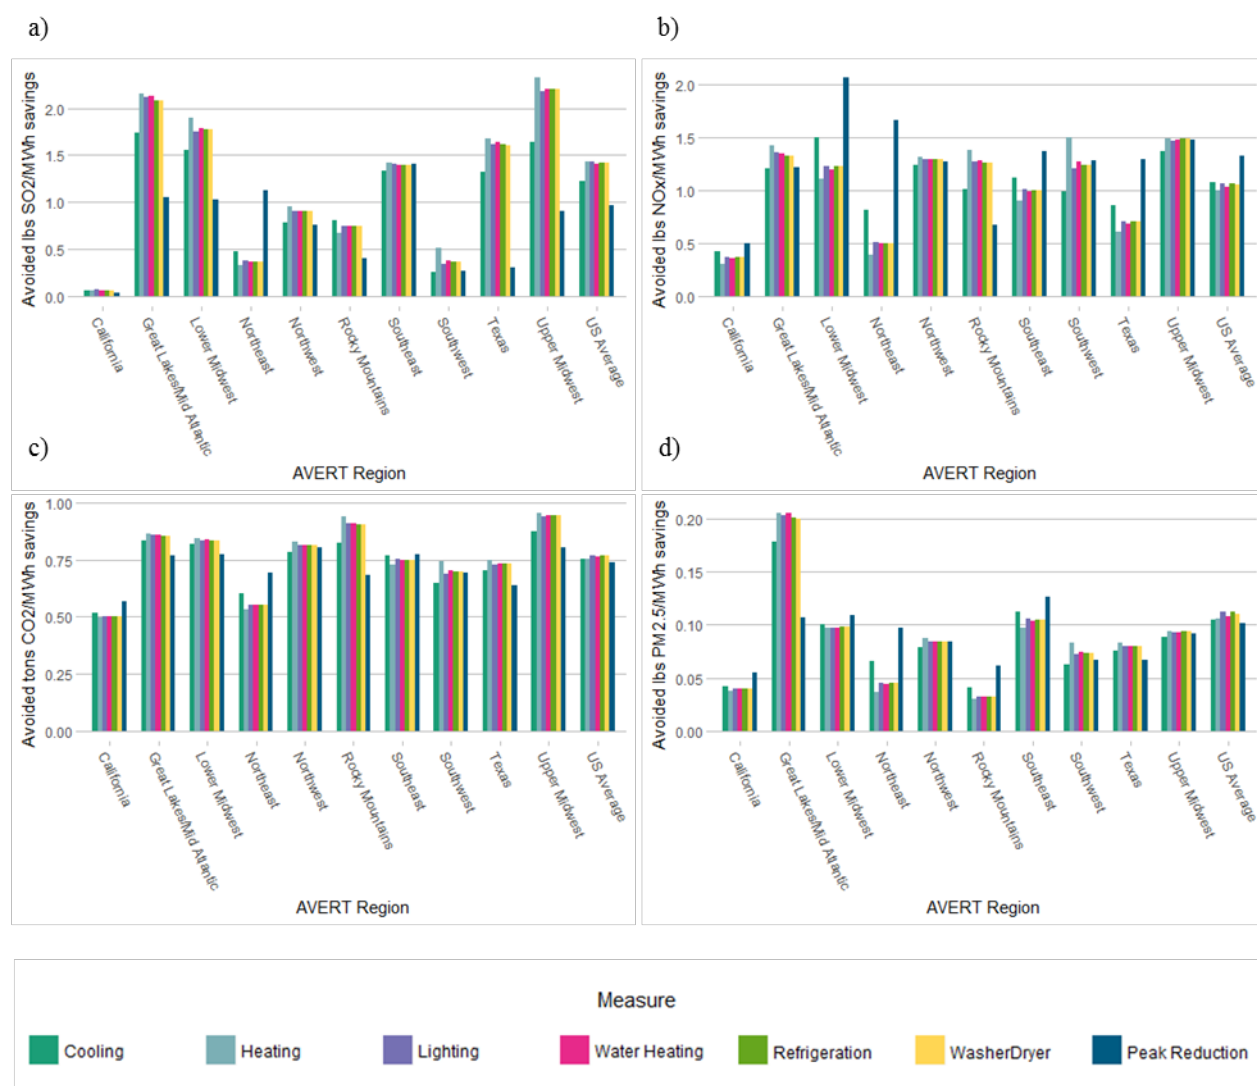 a)
Avoided lbs SO2/MWh savings
2.0
1.5
1.0
0.5
0.0
California
Great Lakes/Mid Atlantic
Lower Midwest
Northeast
Northwest
Rocky Mountains
Southeast
Southwest
Texas
Upper Midwest
US Average
AVERT Region
b)
Avoided lbs NOx/MWh savings
2.0
1.5
1.0
0.5
0.0
California
Great Lakes/Mid Atlantic
Lower Midwest
Northeast
Northwest
Rocky Mountains
Southeast
Southwest
Texas
Upper Midwest
US Average
AVERT Region
c)
Avoided tons CO2/MWh savings
1.00
0.75
0.50
0.25
0.00
California
Great Lakes/Mid Atlantic
Lower Midwest
Northeast
Northwest
Rocky Mountains
Southeast
Southwest
Texas
Upper Midwest
US Average
AVERT Region
d)
Avoided lbs PM2.5/MWh savings
0.20
0.15
0.10
0.05
0.00
California
Great Lakes/Mid Atlantic
Lower Midwest
Northeast
Northwest
Rocky Mountains
Southeast
Southwest
Texas
Upper Midwest
US Average
AVERT Region
Measure
Cooling
Heating
Lighting
Water Heating
Refrigeration
WasherDryer
Peak Reduction